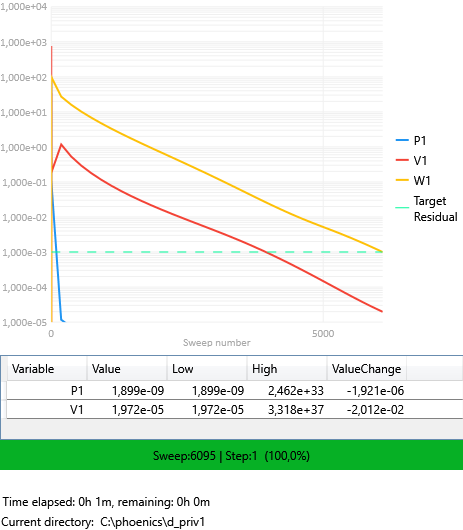 1,000e+04
1,000e+03
1,000e+02
1,000e+01
1,000e+00
1,000e-01
1,000e-02
1,000e-03
1,000e-04
1,000e-05
0
5000
Sweep number
P1
V1
W1
Target
Residual
Variable Value Low High ValueChange
P1 1,899e-09 1,899e-09 2,462e+33 -1,921e-06
V1 1,972e-05 1,972e-05 3,318e+37 -2,012e-02
Sweep:6095 | Step:1 (100,0%)
Time elapsed: 0h 1m, remaining: 0h 0m
Current directory: C:\phoenics\d_priv1